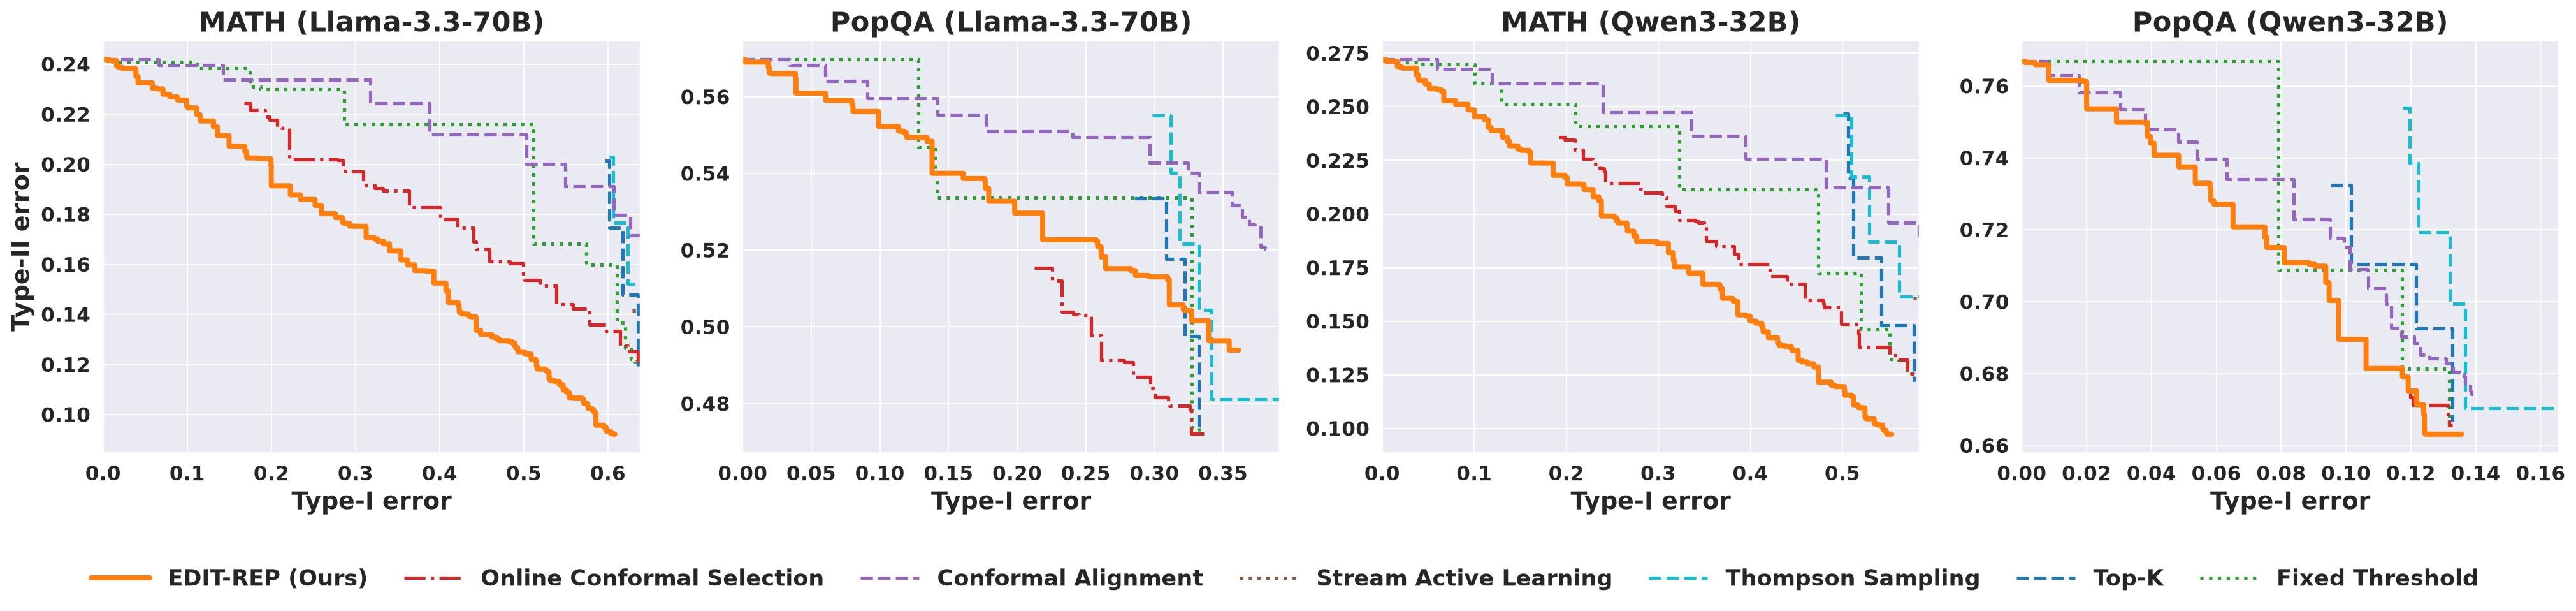 MATH (Llama-3.3-70B)
PopQA (Llama-3.3-70B)
MATH (Qwen3-32B)
PopQA (Qwen3-32B)
Type-II error
0.24
0.22
0.20
0.18
0.16
0.14
0.12
0.10
0.0 0.1 0.2 0.3 0.4 0.5 0.6
Type-I error
0.56
0.54
0.52
0.50
0.48
0.00 0.05 0.10 0.15 0.20 0.25 0.30 0.35
Type-I error
0.275
0.250
0.225
0.200
0.175
0.150
0.125
0.100
0.0 0.1 0.2 0.3 0.4 0.5
Type-I error
0.76
0.74
0.72
0.70
0.68
0.66
0.00 0.02 0.04 0.06 0.08 0.10 0.12 0.14 0.16
Type-I error
EDIT-REP (Ours) Online Conformal Selection Conformal Alignment Stream Active Learning Thompson Sampling Top-K Fixed Threshold